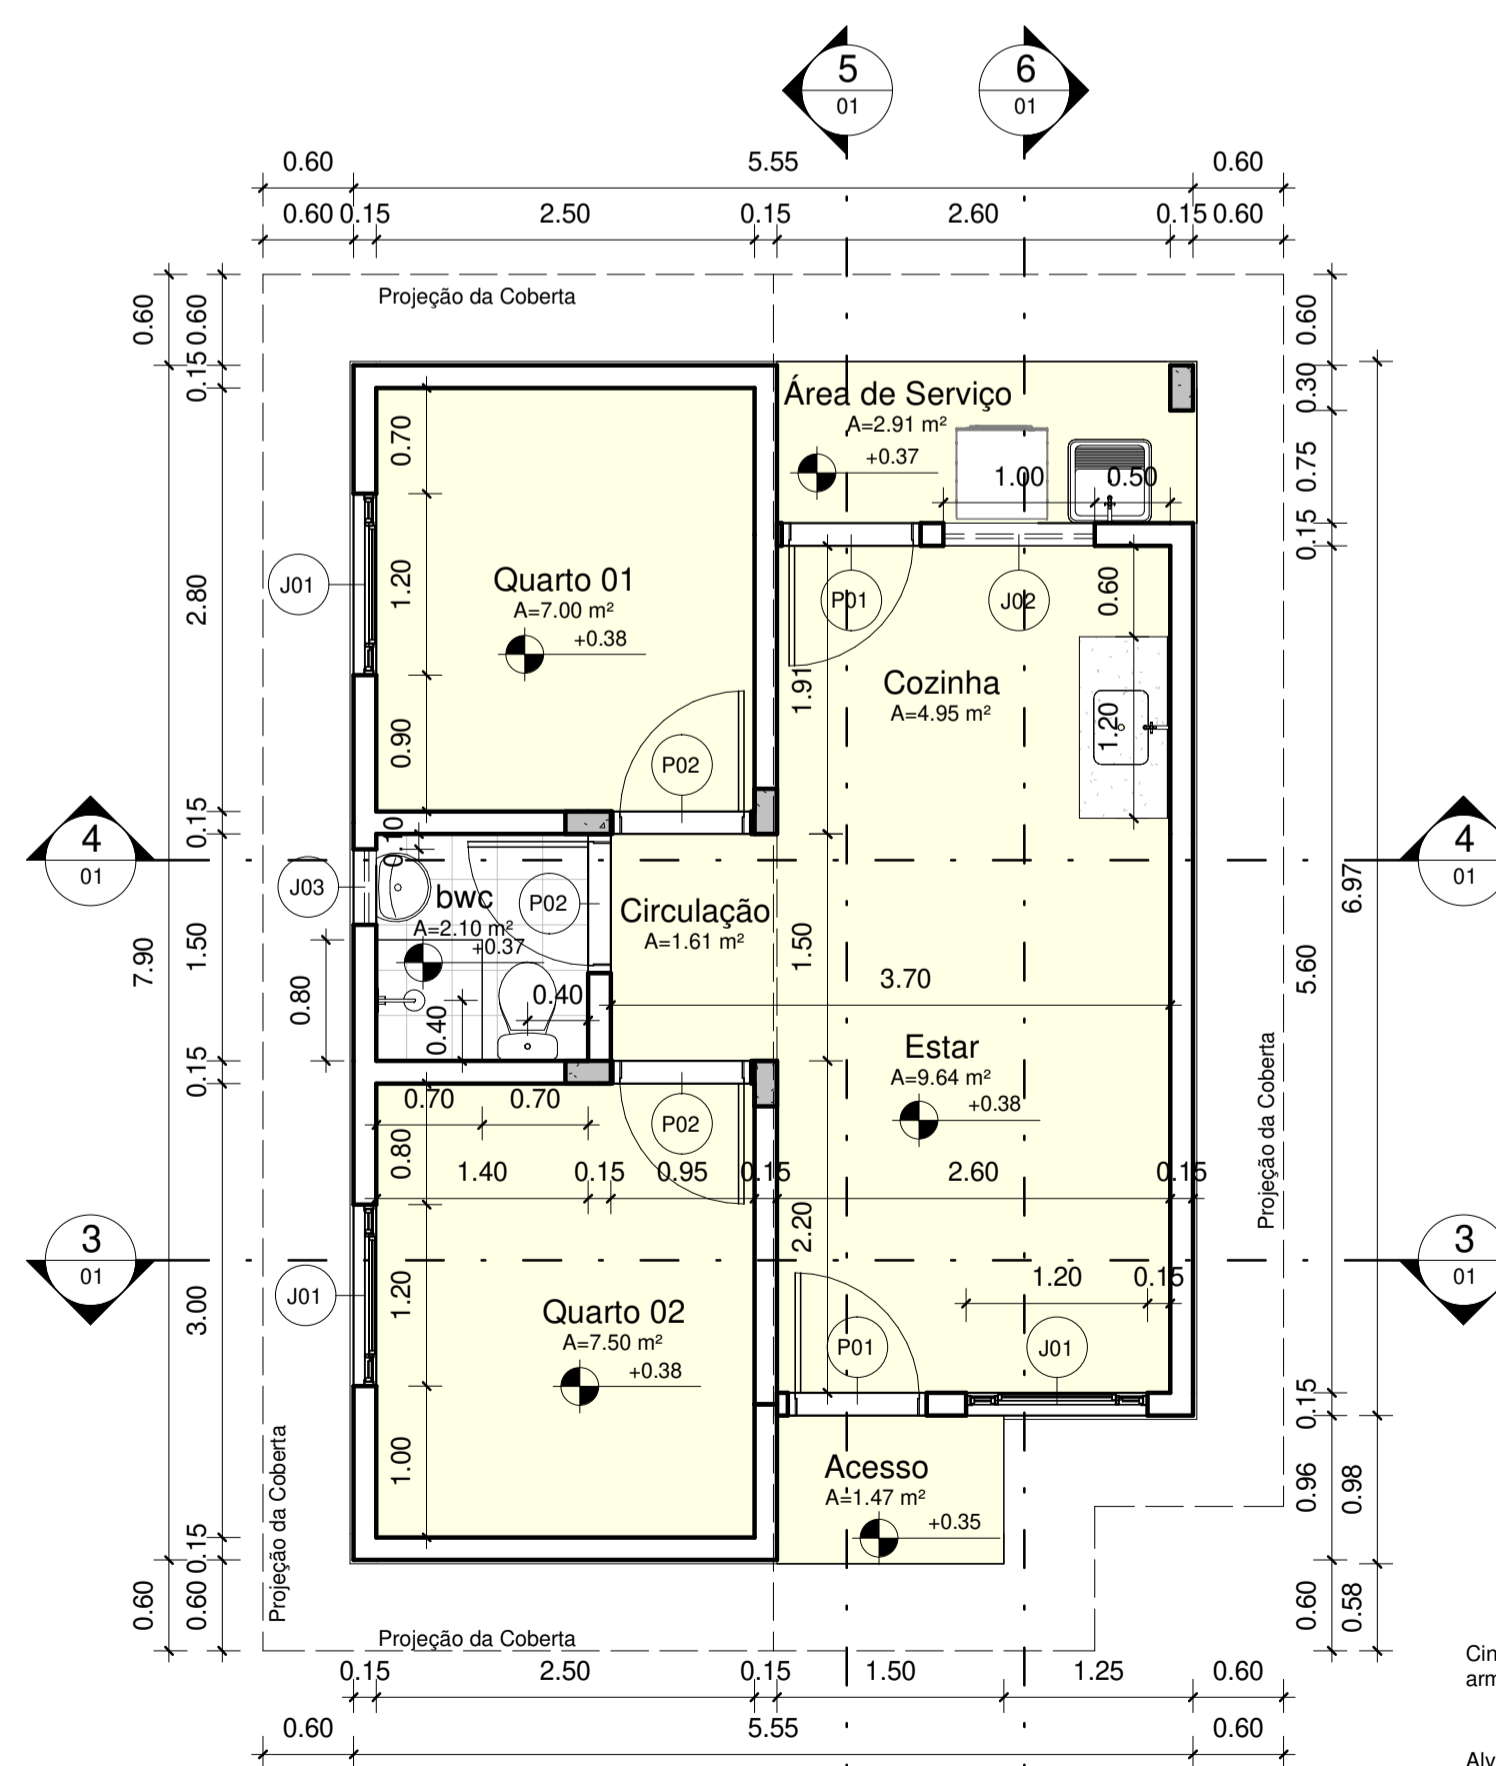 5
01
6
01
0.60
5.55
0.60
0.60
0.15
2.50
0.15
2.60
0.15
0.60
Projeção da Coberta
0.60
0.60
0.15
0.60
0.30
0.75
0.15
Área de Serviço
A=2.91 m²
+0.37
1.00
0.50
0.70
1.20
0.90
J01
Quarto 01
A=7.00 m²
+0.38
2.80
P02
P01
J02
0.60
Cozinha
A=4.95 m²
1.91
1.20
4
01
4
01
0.15
0.10
J03
bwc
A=2.10 m²
+0.37
P02
Circulação
A=1.61 m²
1.50
7.90
1.50
0.80
0.40
0.40
3.70
6.97
5.60
Estar
A=9.64 m²
+0.38
0.15
0.70
0.70
P02
0.80
1.40
0.15
0.95
0.15
2.60
0.15
2.20
Projeção da Coberta
3
01
3
01
3.00
J01
1.20
Quarto 02
A=7.50 m²
+0.38
1.20
0.15
P01
J01
1.00
Acesso
A=1.47 m²
+0.35
0.15
0.96
0.98
Projeção da Coberta
0.15
0.60
0.60
0.60
0.58
Projeção da Coberta
0.15
2.50
0.15
1.50
1.25
0.60
0.60
5.55
0.60
Cin
arm
Alv